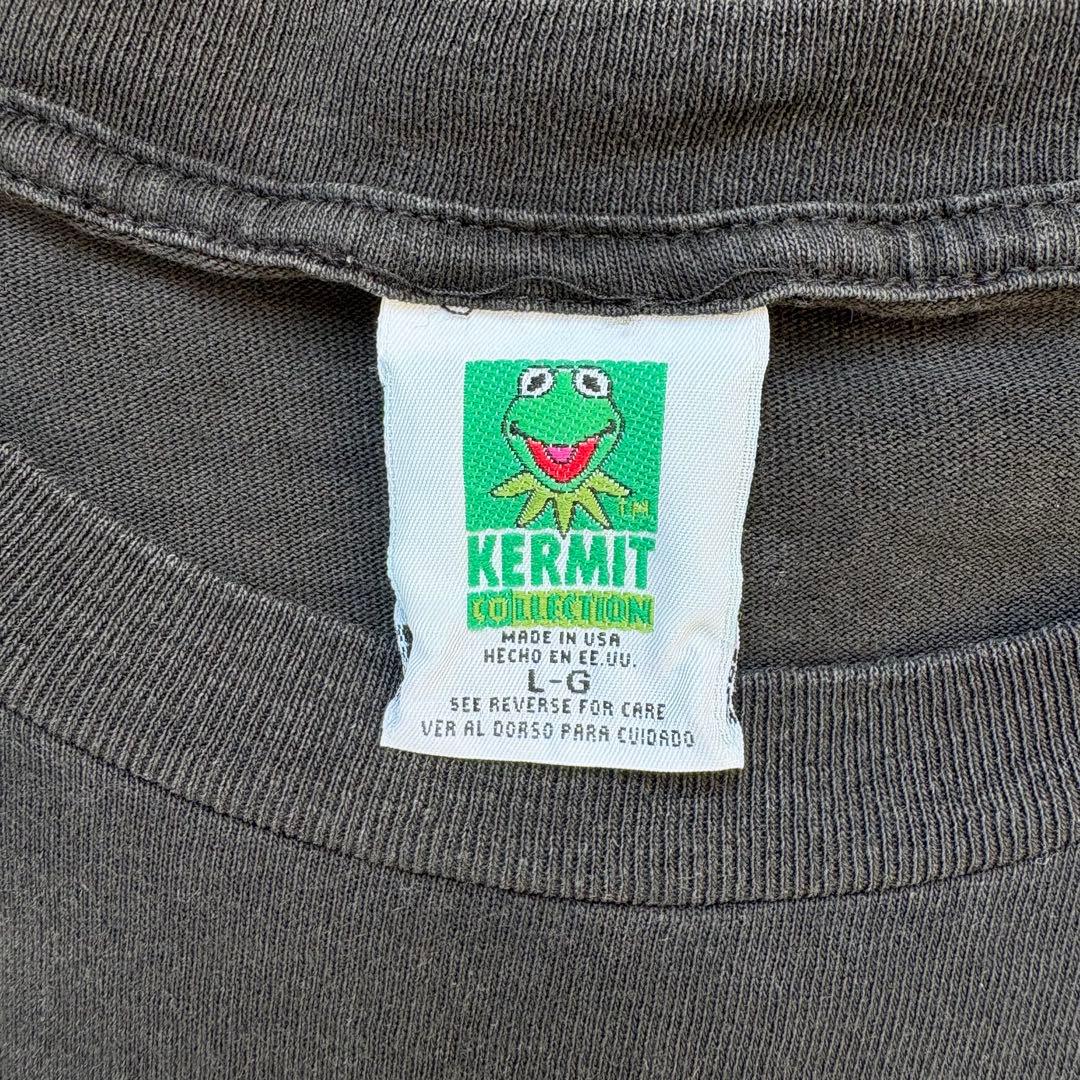 TM
KERMIT
COLLECTION
MADE IN USA
HECHO EN EE.UU.
L-G
SEE REVERSE FOR CARE
VER AL DORSO PARA CUIDADO